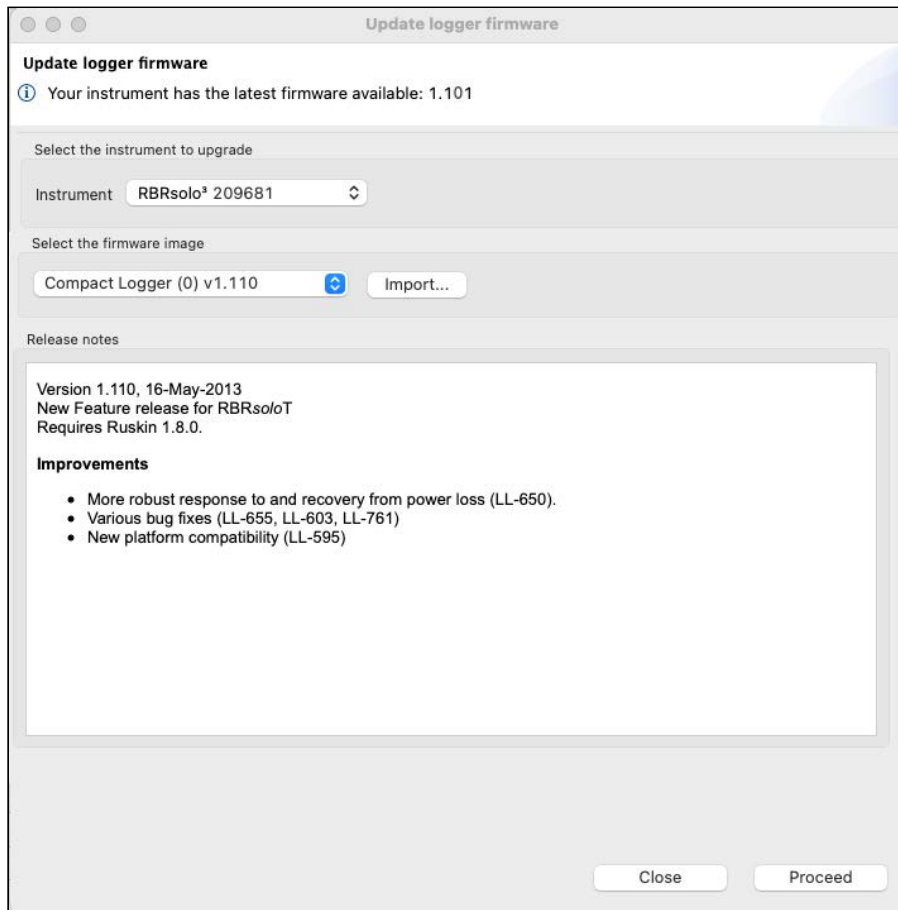 Update logger firmware
Update logger firmware
Your instrument has the latest firmware available: 1.101
Select the instrument to upgrade
Instrument RBRsolo³ 209681
Select the firmware image
Compact Logger (0) v1.110 Import...
Release notes
Version 1.110, 16-May-2013
New Feature release for RBRsoloT
Requires Ruskin 1.8.0.
Improvements
• More robust response to and recovery from power loss (LL-650).
• Various bug fixes (LL-655, LL-603, LL-761)
• New platform compatibility (LL-595)
Close Proceed